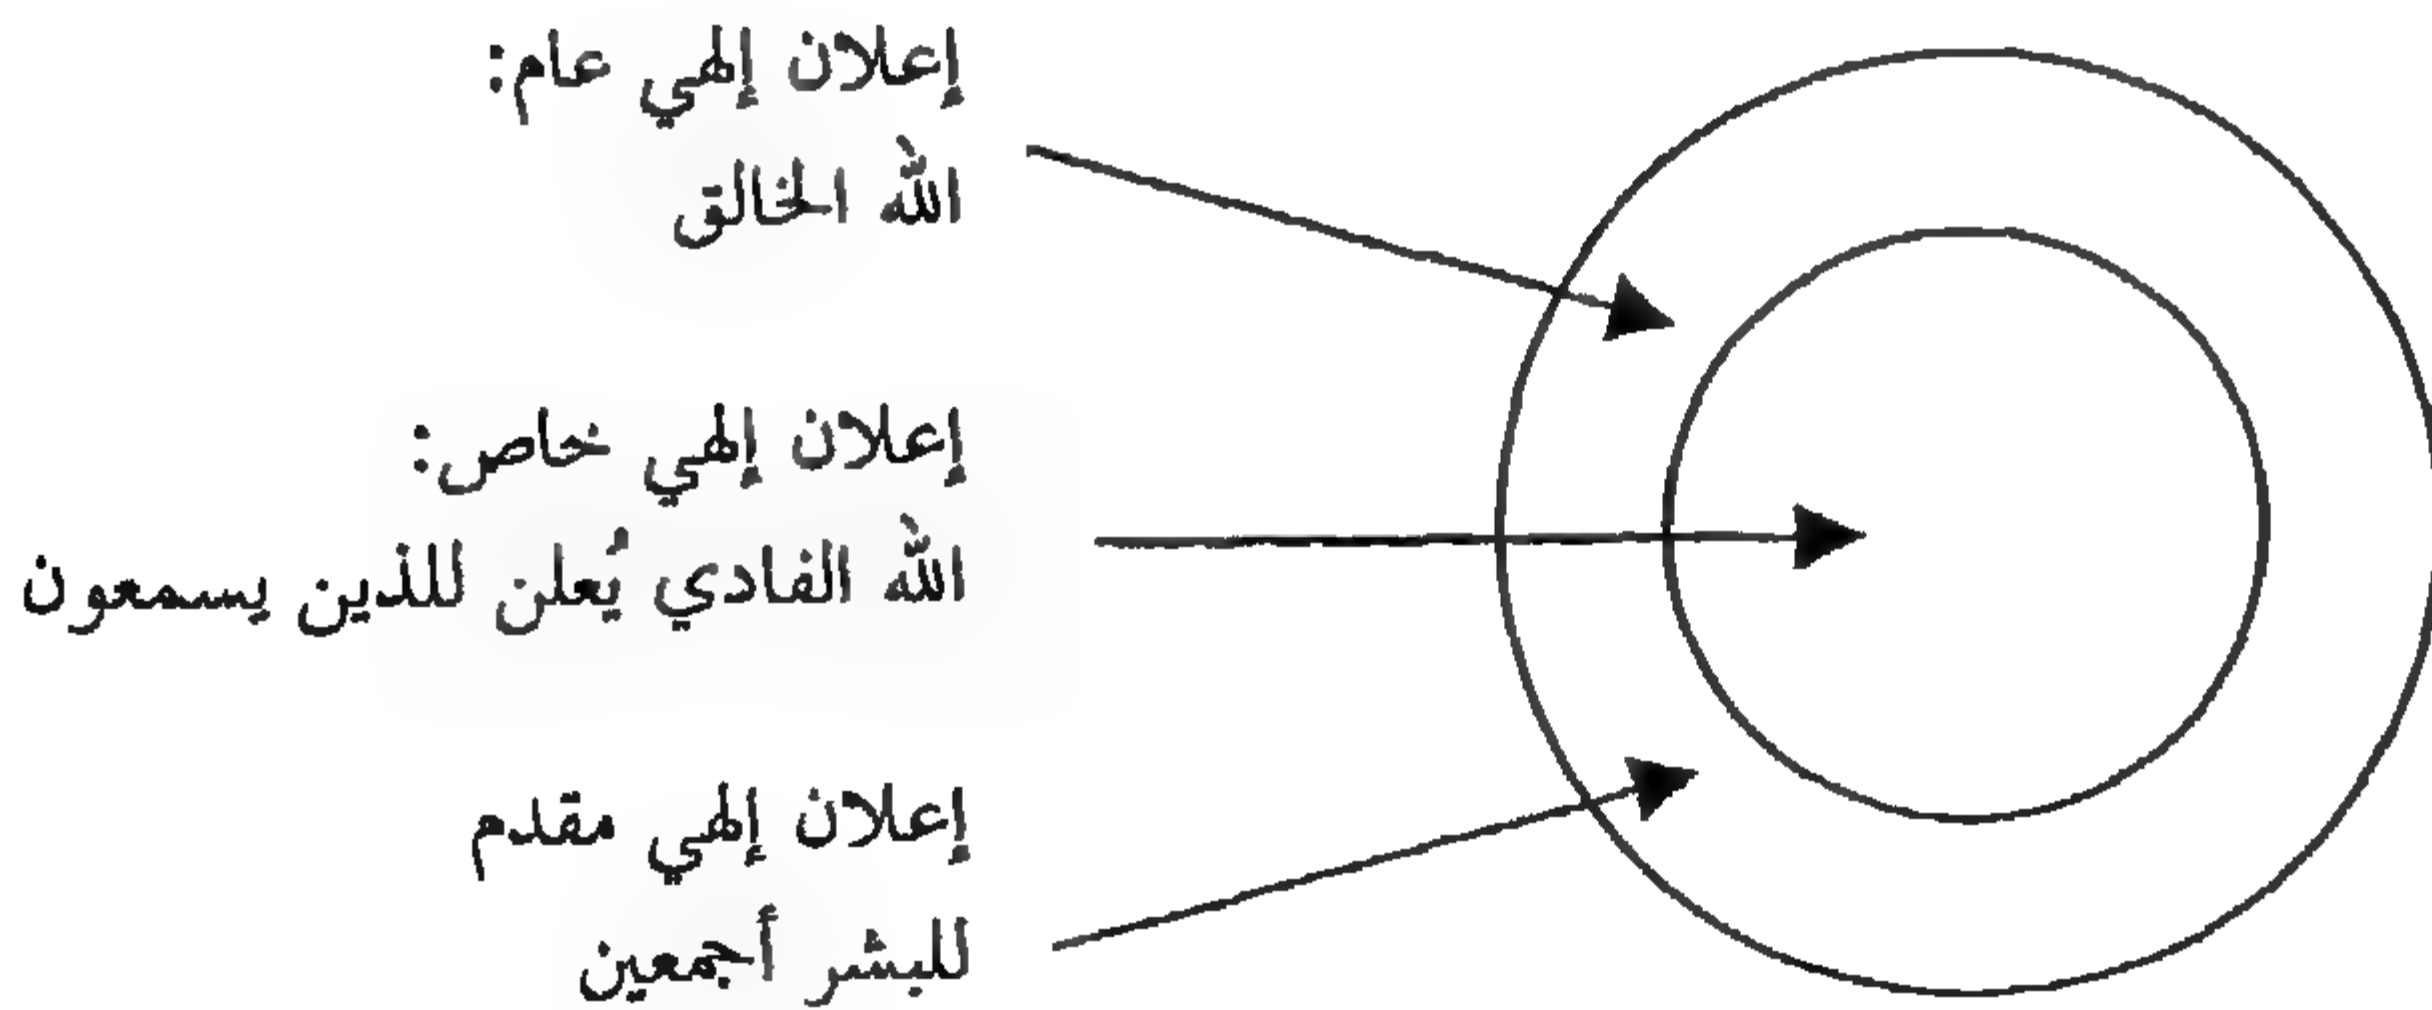 إعلان إلهي عام:
الله الخالق
إعلان إلهي خاص:
الله الفادي يُعلن للذين يسمعون
إعلان إلهي مقدم
للبشر أجمعين